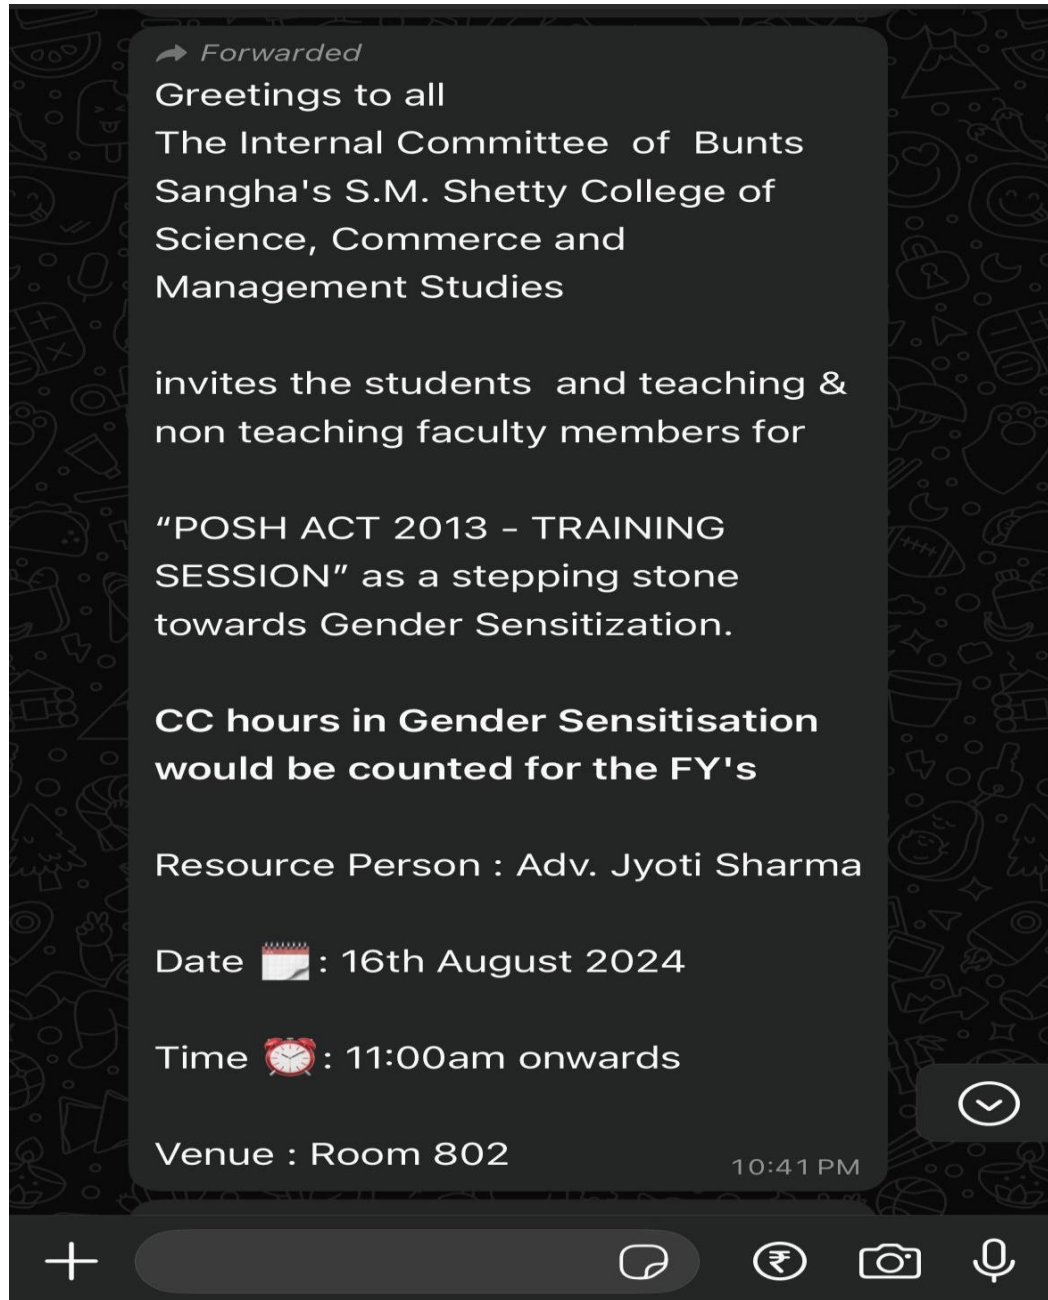 Forwarded
Greetings to all
The Internal Committee  of  Bunts
Sangha's S.M. Shetty College of
Science, Commerce and
Management Studies
invites the students  and teaching &
non teaching faculty members for
“POSH ACT 2013 – TRAINING
SESSION” as a stepping stone
towards Gender Sensitization.
CC hours in Gender Sensitisation
would be counted for the FY's
Resource Person : Adv. Jyoti Sharma
Date 🗓️: 16th August 2024
Time ⏰: 11:00am onwards
Venue : Room 802
10:41 PM